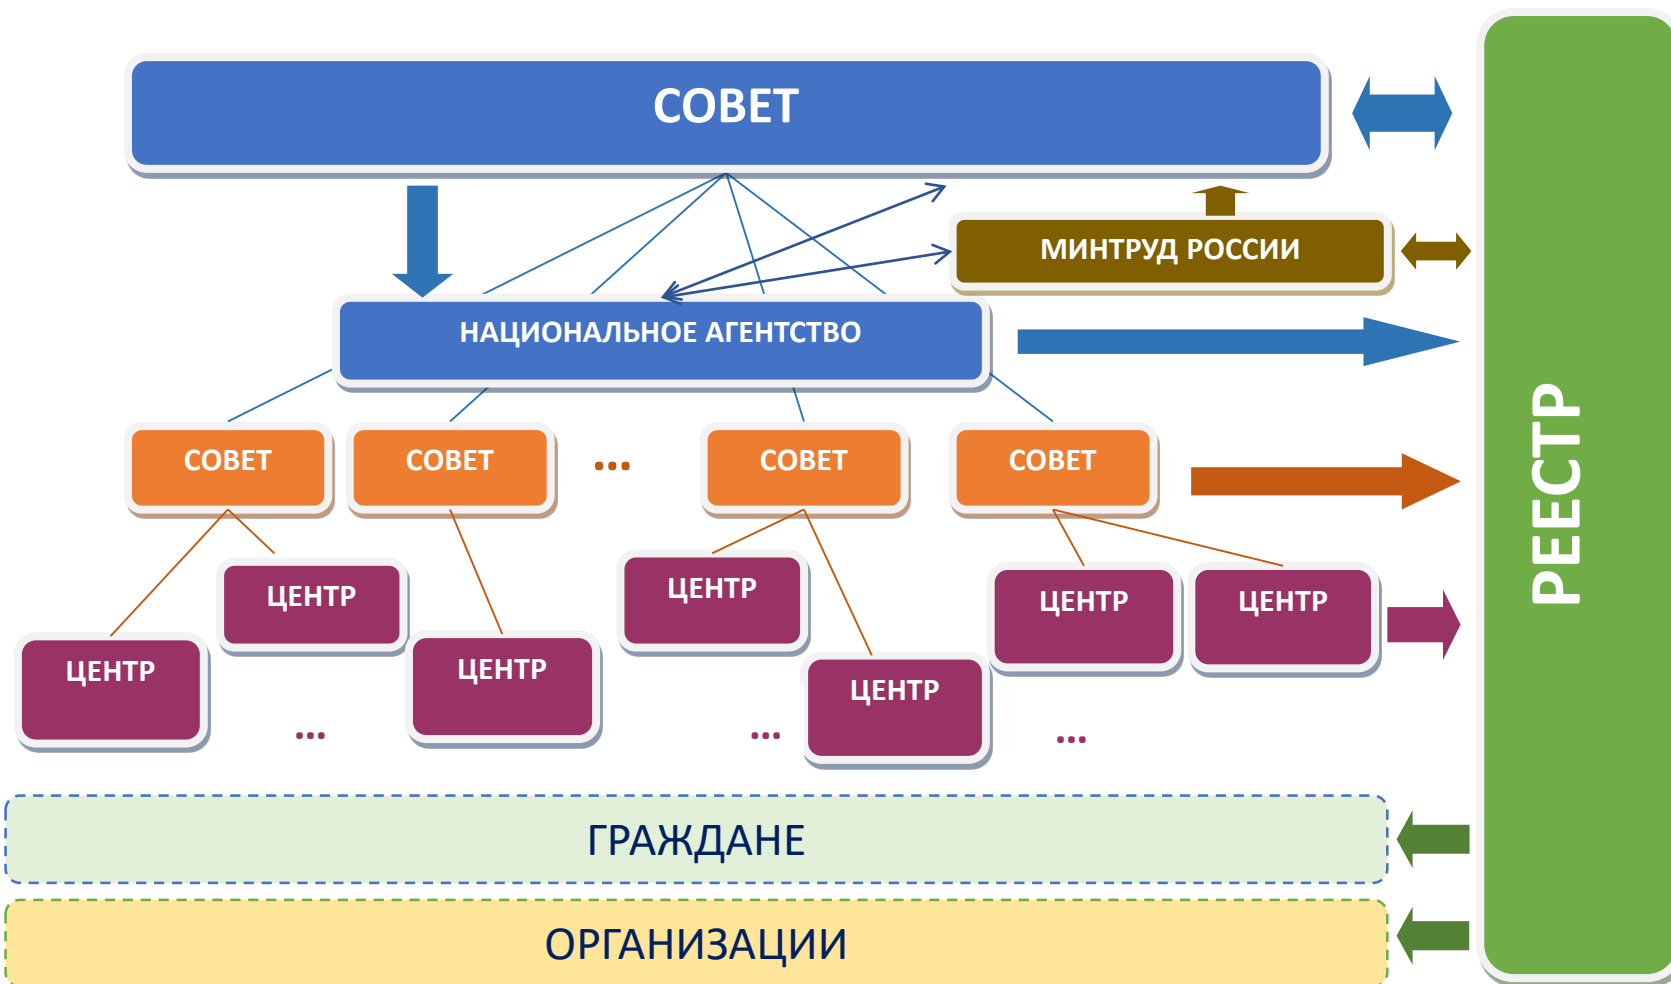 СОВЕТ
МИНТРУД РОССИИ
НАЦИОНАЛЬНОЕ АГЕНТСТВО
СОВЕТ
СОВЕТ
...
СОВЕТ
СОВЕТ
ЦЕНТР
ЦЕНТР
ЦЕНТР
ЦЕНТР
ЦЕНТР
ЦЕНТР
ЦЕНТР
...
...
...
ГРАЖДАНЕ
ОРГАНИЗАЦИИ
РЕЕСТР